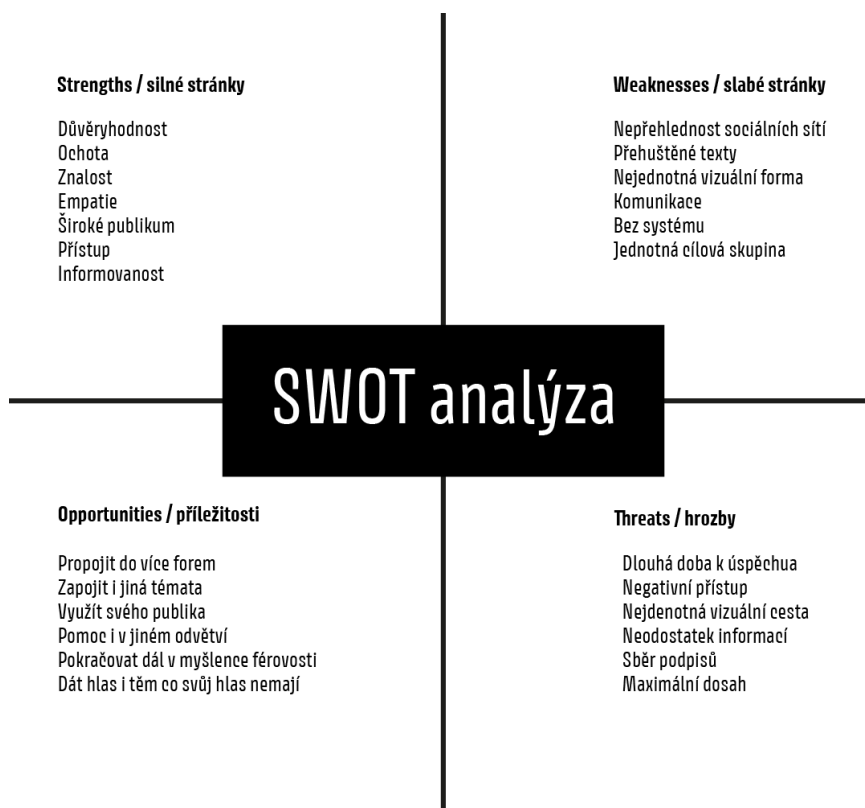 Strengths / silné stránky
Důvěryhodnost
Ochota
Znalost
Empatie
Široké publikum
Přístup
Informovanost
Weaknesses / slabé stránky
Nepřehlednost sociálních sítí
Přehuštěné texty
Nejednotná vizuální forma
Komunikace
Bez systému
Jednotná cílová skupina
SWOT analýza
Opportunities / příležitosti
Propojit do více forem
Zapojit i jiná témata
Využít svého publika
Pomoc i v jiném odvětví
Pokračovat dál v myšlence férovosti
Dát hlas i těm co svůj hlas nemají
Threats / hrozby
Dlouhá doba k úspěchua
Negativní přístup
Nejdenotná vizuální cesta
Neodostatek informací
Sběr podpisů
Maximální dosah